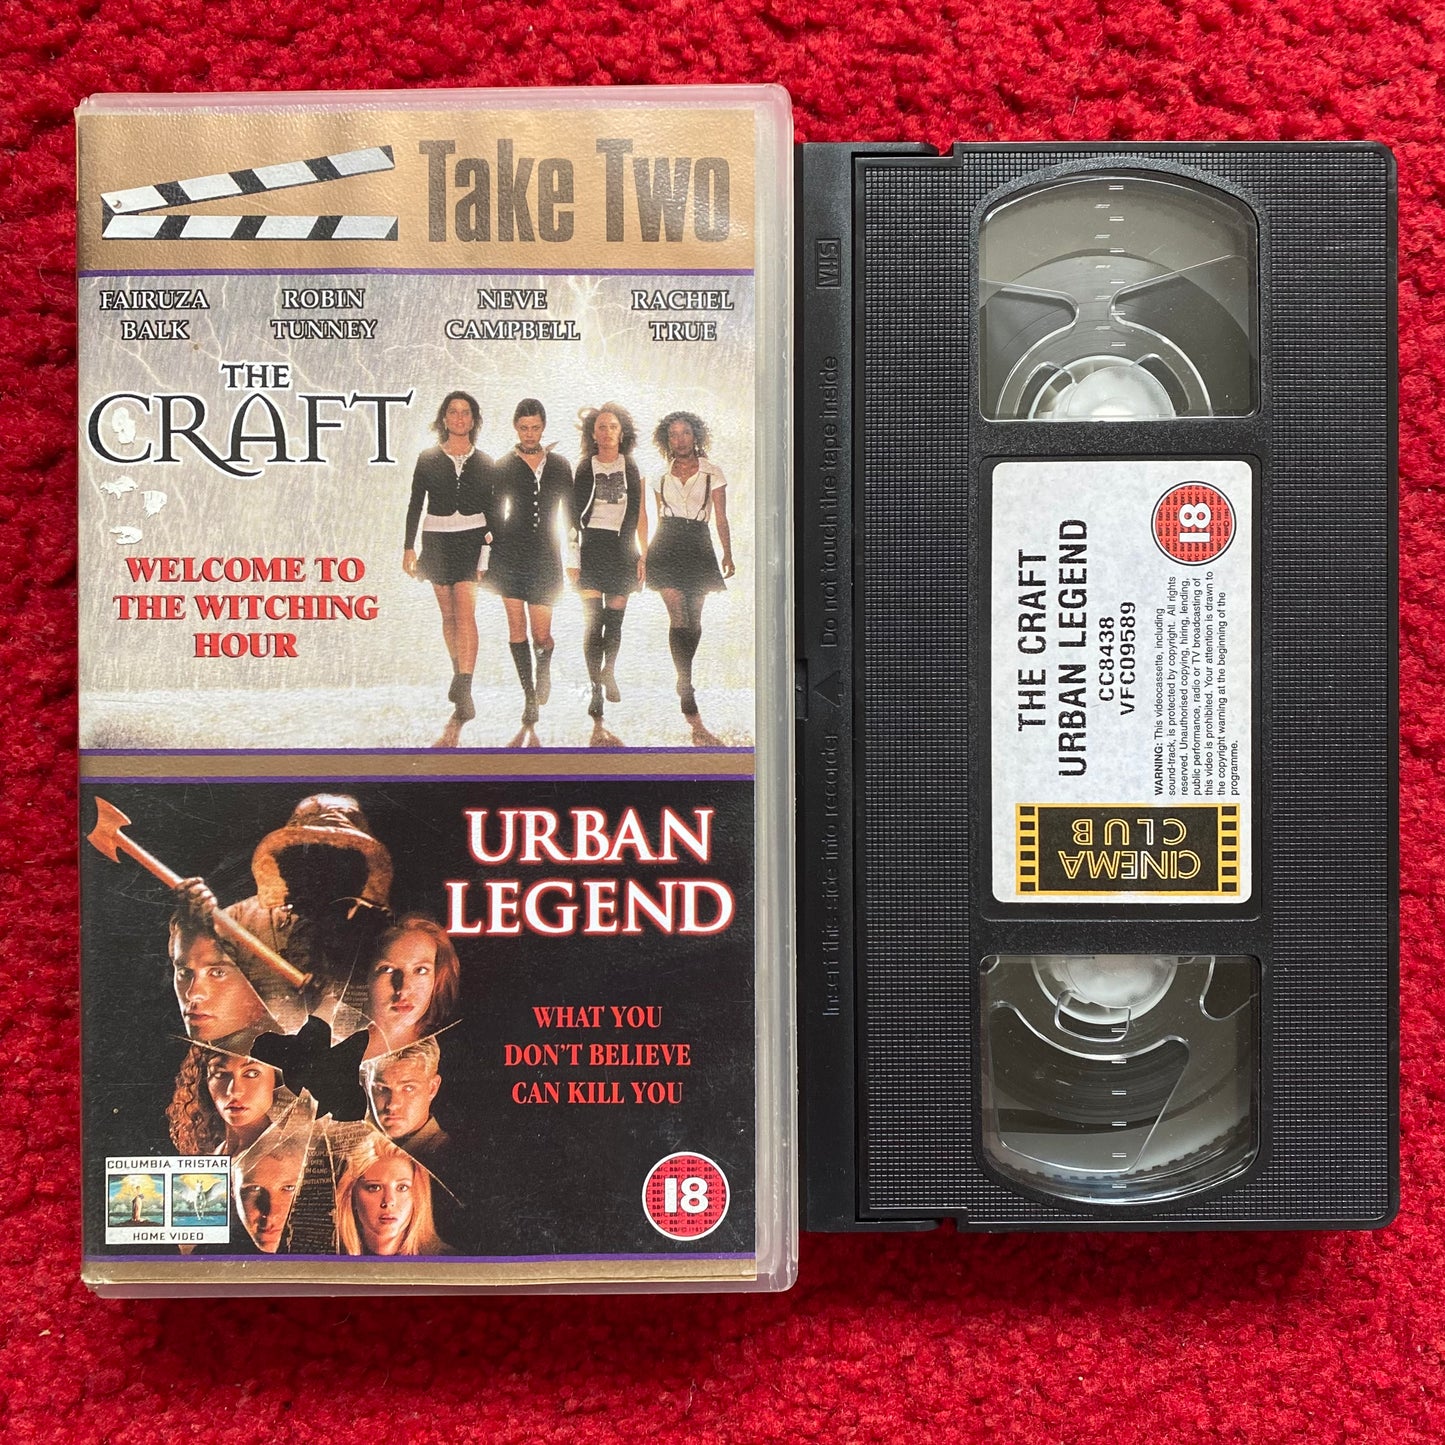 Take Two
FAIRUZA BALK
ROBIN TUNNEY
NEVE CAMPBELL
RACHEL TRUE
THE
CRAFT
WELCOME TO
THE WITCHING
HOUR
URBAN
LEGEND
WHAT YOU
DON'T BELIEVE
CAN KILL YOU
COLUMBIA TRISTAR
HOME VIDEO
18
VHS
Do not touch the tape inside
Insert this side into recorder
THE CRAFT
URBAN LEGEND
CC8438
VFC09589
18
WARNING: This videocassette, including
sound-track, is protected by copyright. All rights
reserved. Unauthorised copying, hiring, lending,
public performance, radio or TV broadcasting of
this video is prohibited. Your attention is drawn to
the copyright warning at the beginning of the
programme.
CINEMA
CLUB